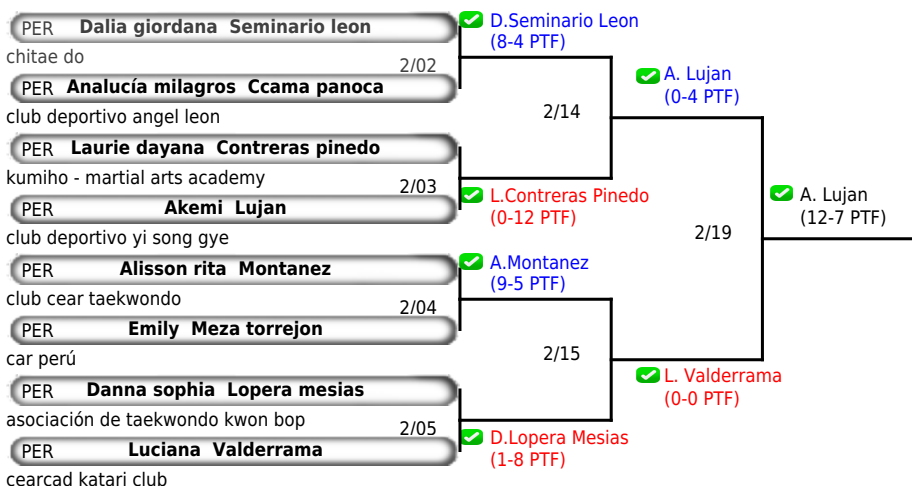 PER Dalia giordana Seminario leon
chitae do
2/02
PER Analucía milagros Ccama panoca
club deportivo angel leon
PER Laurie dayana Contreras pinedo
kumiho - martial arts academy
2/03
PER Akemi Lujan
club deportivo yi song gye
PER Alisson rita Montanez
club cear taekwondo
2/04
PER Emily Meza torrejon
car perú
PER Danna sophia Lopera mesias
asociación de taekwondo kwon bop
2/05
PER Luciana Valderrama
cearcad katari club
D.Seminario Leon
(8-4 PTF)
2/14
L.Contreras Pinedo
(0-12 PTF)
A.Montanez
(9-5 PTF)
2/15
D.Lopera Mesias
(1-8 PTF)
A. Lujan
(0-4 PTF)
2/19
L. Valderrama
(0-0 PTF)
A. Lujan
(12-7 PTF)